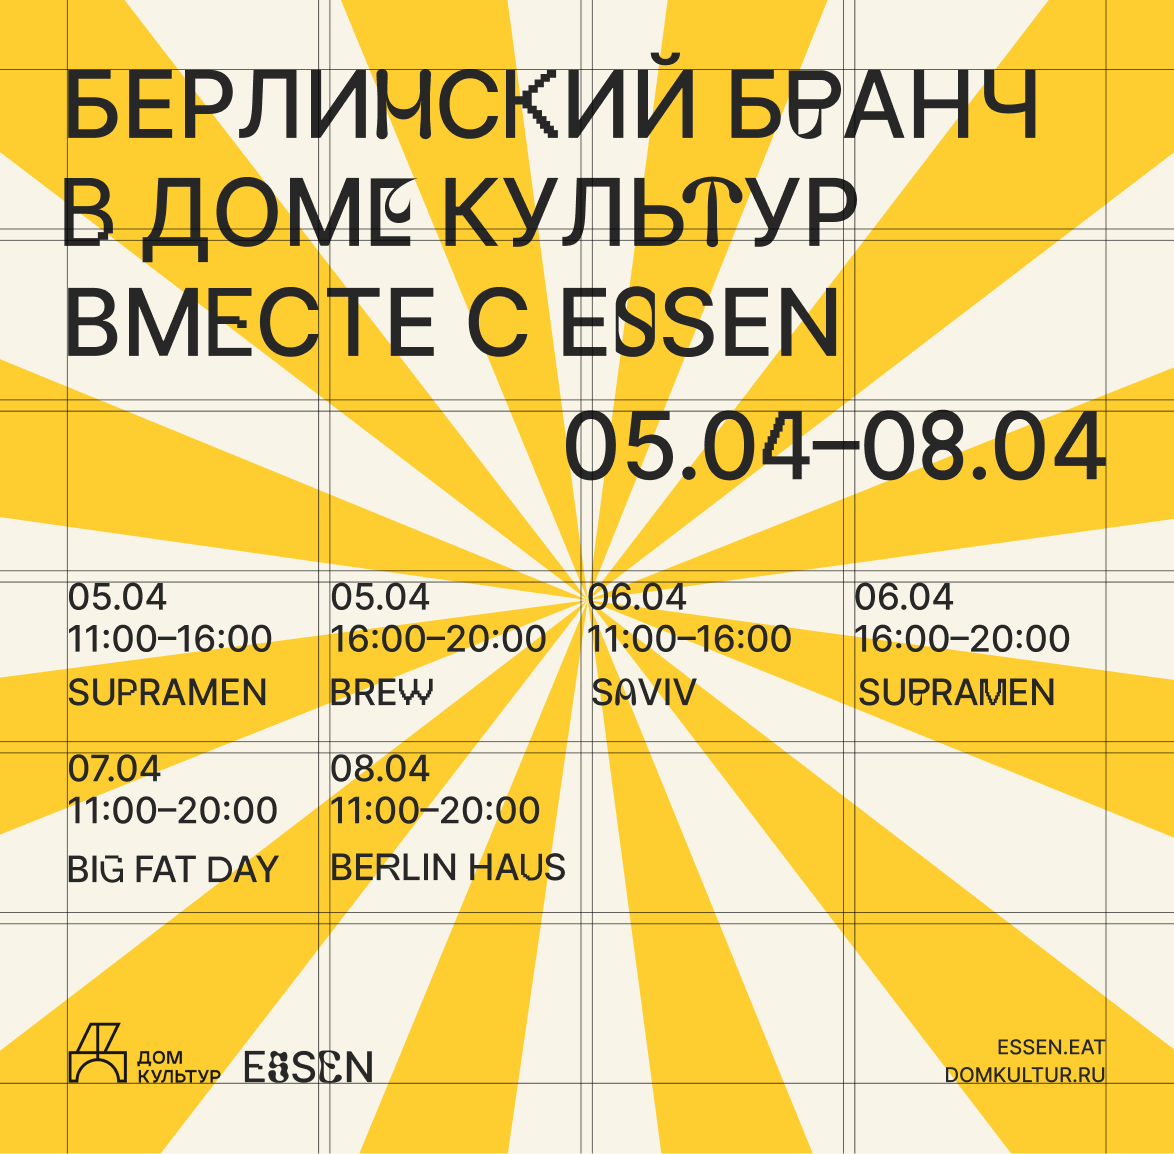 БЕРЛИНСКИЙ БРАНЧ
В ДОМЕ КУЛЬТУР
ВМЕСТЕ С ESSEN
05.04–08.04
05.04
11:00–16:00
SUPRAMEN
05.04
16:00–20:00
BREW
06.04
11:00–16:00
SAVIV
06.04
16:00–20:00
SUPRAMEN
07.04
11:00–20:00
BIG FAT DAY
08.04
11:00–20:00
BERLIN HAUS
ДОМ
КУЛЬТУР
ESSEN
ESSEN.EAT
DOMKULTUR.RU